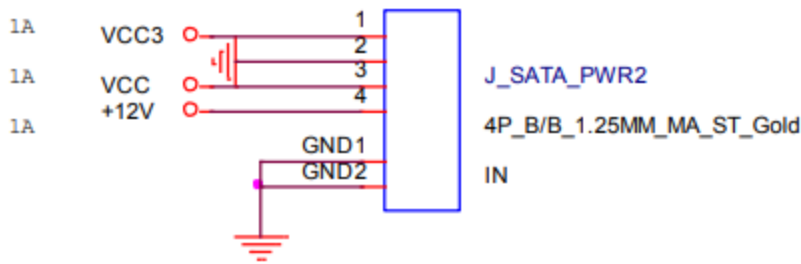 1A
VCC3
1
2
1A
VCC
3
+12V
4
1A
GND1
GND2
J_SATA_PWR2
4P_B/B_1.25MM_MA_ST_Gold
IN